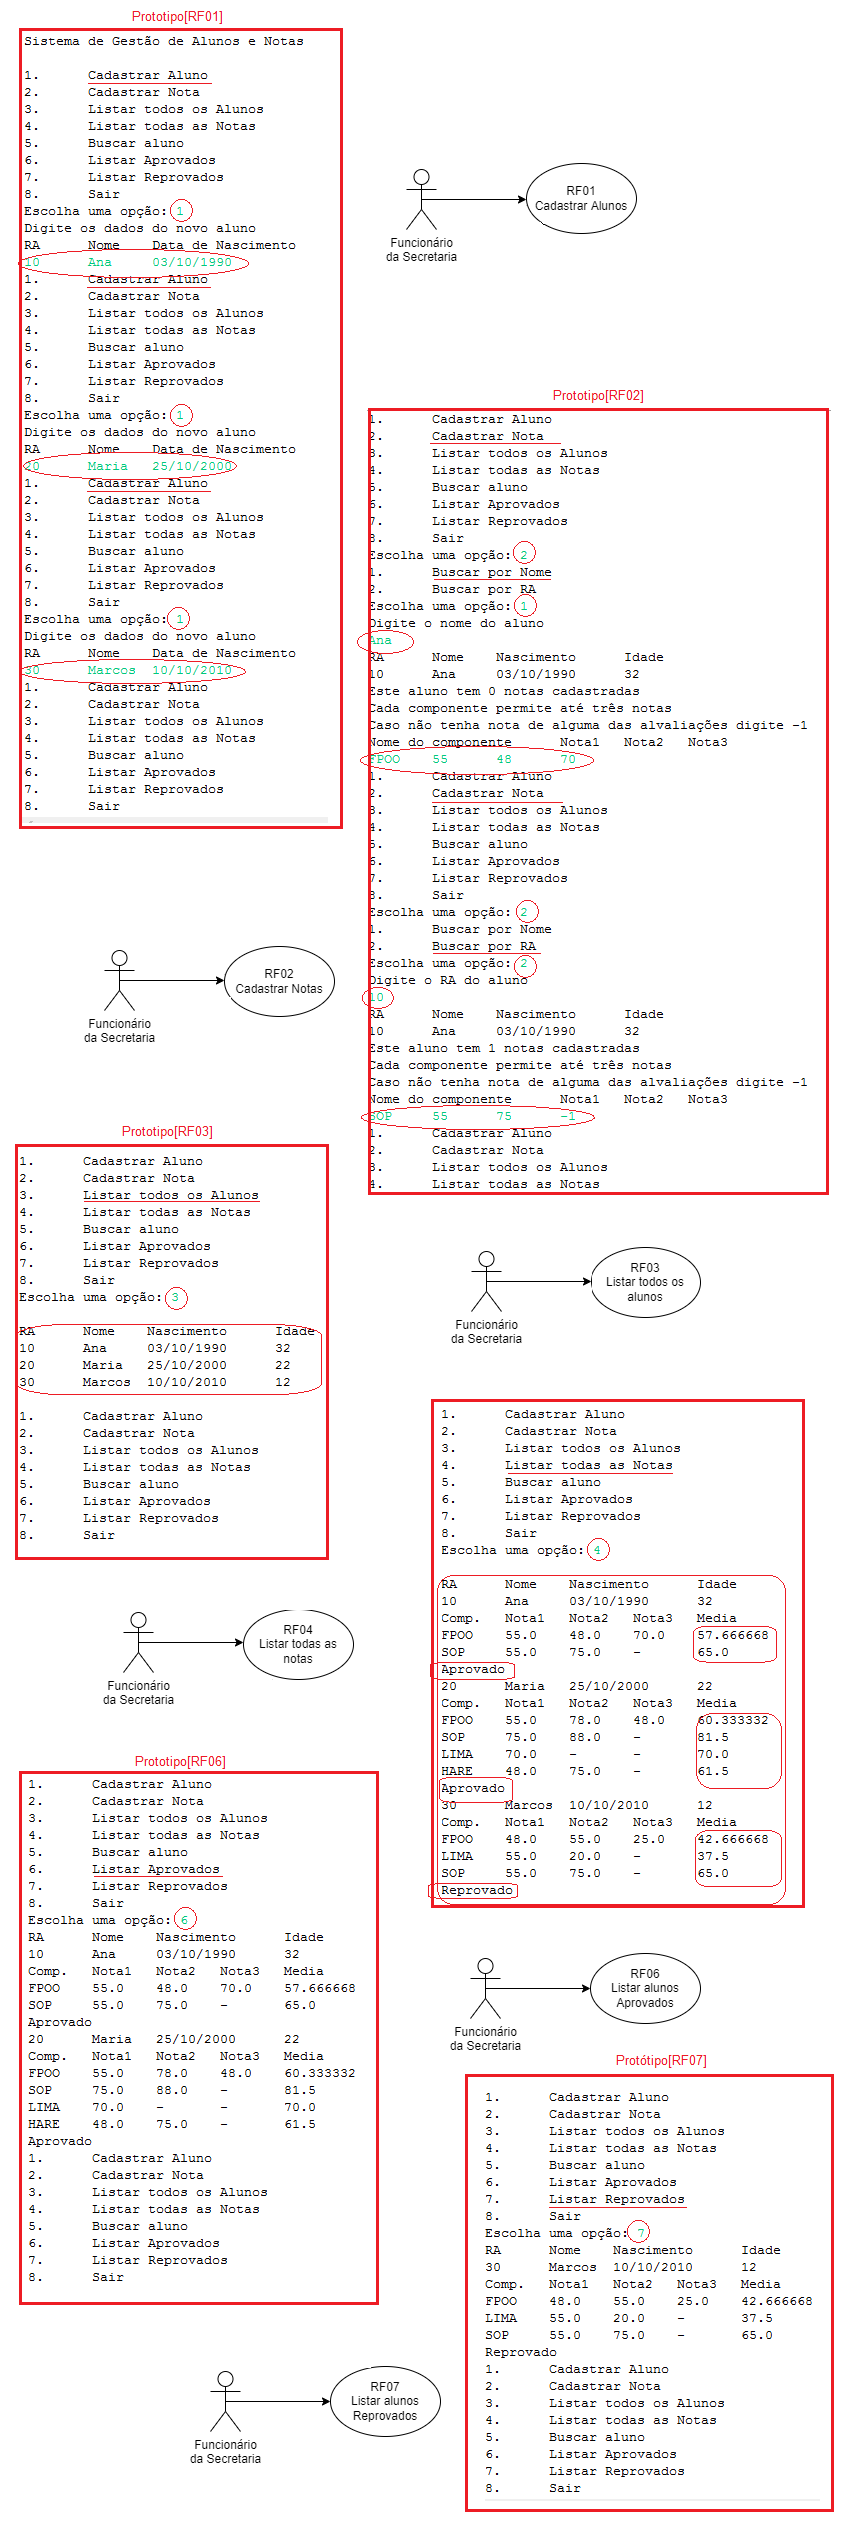 Prototipo[RF01]
Sistema de Gestão de Alunos e Notas
1. Cadastrar Aluno
2. Cadastrar Nota
3. Listar todos os Alunos
4. Listar todas as Notas
5. Buscar aluno
6. Listar Aprovados
7. Listar Reprovados
8. Sair
Escolha uma opção: 1
Digite os dados do novo aluno
RA Nome Data de Nascimento
10 Ana 03/10/1990
1. Cadastrar Aluno
2. Cadastrar Nota
3. Listar todos os Alunos
4. Listar todas as Notas
5. Buscar aluno
6. Listar Aprovados
7. Listar Reprovados
8. Sair
Escolha uma opção: 1
Digite os dados do novo aluno
RA Nome Data de Nascimento
20 Maria 25/10/2000
1. Cadastrar Aluno
2. Cadastrar Nota
3. Listar todos os Alunos
4. Listar todas as Notas
5. Buscar aluno
6. Listar Aprovados
7. Listar Reprovados
8. Sair
Escolha uma opção: 1
Digite os dados do novo aluno
RA Nome Data de Nascimento
30 Marcos 10/10/2010
1. Cadastrar Aluno
2. Cadastrar Nota
3. Listar todos os Alunos
4. Listar todas as Notas
5. Buscar aluno
6. Listar Aprovados
7. Listar Reprovados
8. Sair
RF01
Cadastrar Alunos
Funcionário
da Secretaria
Prototipo[RF02]
1. Cadastrar Aluno
2. Cadastrar Nota
3. Listar todos os Alunos
4. Listar todas as Notas
5. Buscar aluno
6. Listar Aprovados
7. Listar Reprovados
8. Sair
Escolha uma opção: 2
1. Buscar por Nome
2. Buscar por RA
Escolha uma opção: 1
Digite o nome do aluno
Ana
RA Nome Nascimento Idade
10 Ana 03/10/1990 32
Este aluno tem 0 notas cadastradas
Cada componente permite até três notas
Caso não tenha nota de alguma das alvaliações digite -1
Nome do componente Nota1 Nota2 Nota3
FPOO 55 48 70
1. Cadastrar Aluno
2. Cadastrar Nota
3. Listar todos os Alunos
4. Listar todas as Notas
5. Buscar aluno
6. Listar Aprovados
7. Listar Reprovados
8. Sair
Escolha uma opção: 2
1. Buscar por Nome
2. Buscar por RA
Escolha uma opção: 2
Digite o RA do aluno
10
RA Nome Nascimento Idade
10 Ana 03/10/1990 32
Este aluno tem 1 notas cadastradas
Cada componente permite até três notas
Caso não tenha nota de alguma das alvaliações digite -1
Nome do componente Nota1 Nota2 Nota3
SOP 55 75 -1
1. Cadastrar Aluno
2. Cadastrar Nota
3. Listar todos os Alunos
4. Listar todas as Notas
RF02
Cadastrar Notas
Funcionário
da Secretaria
Prototipo[RF03]
1. Cadastrar Aluno
2. Cadastrar Nota
3. Listar todos os Alunos
4. Listar todas as Notas
5. Buscar aluno
6. Listar Aprovados
7. Listar Reprovados
8. Sair
Escolha uma opção: 3
RA Nome Nascimento Idade
10 Ana 03/10/1990 32
20 Maria 25/10/2000 22
30 Marcos 10/10/2010 12
1. Cadastrar Aluno
2. Cadastrar Nota
3. Listar todos os Alunos
4. Listar todas as Notas
5. Buscar aluno
6. Listar Aprovados
7. Listar Reprovados
8. Sair
RF03
Listar todos os
alunos
Funcionário
da Secretaria
1. Cadastrar Aluno
2. Cadastrar Nota
3. Listar todos os Alunos
4. Listar todas as Notas
5. Buscar aluno
6. Listar Aprovados
7. Listar Reprovados
8. Sair
Escolha uma opção: 4
RA Nome Nascimento Idade
10 Ana 03/10/1990 32
Comp. Nota1 Nota2 Nota3 Media
FPOO 55.0 48.0 70.0 57.666668
SOP 55.0 75.0 - 65.0
Aprovado
20 Maria 25/10/2000 22
Comp. Nota1 Nota2 Nota3 Media
FPOO 55.0 78.0 48.0 60.333332
SOP 75.0 88.0 - 81.5
LIMA 70.0 - - 70.0
HARE 48.0 75.0 - 61.5
Aprovado
30 Marcos 10/10/2010 12
Comp. Nota1 Nota2 Nota3 Media
FPOO 48.0 55.0 25.0 42.666668
LIMA 55.0 20.0 - 37.5
SOP 55.0 75.0 - 65.0
Reprovado
RF04
Listar todas as
notas
Funcionário
da Secretaria
Prototipo[RF06]
1. Cadastrar Aluno
2. Cadastrar Nota
3. Listar todos os Alunos
4. Listar todas as Notas
5. Buscar aluno
6. Listar Aprovados
7. Listar Reprovados
8. Sair
Escolha uma opção: 6
RA Nome Nascimento Idade
10 Ana 03/10/1990 32
Comp. Nota1 Nota2 Nota3 Media
FPOO 55.0 48.0 70.0 57.666668
SOP 55.0 75.0 - 65.0
Aprovado
20 Maria 25/10/2000 22
Comp. Nota1 Nota2 Nota3 Media
FPOO 55.0 78.0 48.0 60.333332
SOP 75.0 88.0 - 81.5
LIMA 70.0 - - 70.0
HARE 48.0 75.0 - 61.5
Aprovado
1. Cadastrar Aluno
2. Cadastrar Nota
3. Listar todos os Alunos
4. Listar todas as Notas
5. Buscar aluno
6. Listar Aprovados
7. Listar Reprovados
8. Sair
RF06
Listar alunos
Aprovados
Funcionário
da Secretaria
Protótipo[RF07]
1. Cadastrar Aluno
2. Cadastrar Nota
3. Listar todos os Alunos
4. Listar todas as Notas
5. Buscar aluno
6. Listar Aprovados
7. Listar Reprovados
8. Sair
Escolha uma opção: 7
RA Nome Nascimento Idade
30 Marcos 10/10/2010 12
Comp. Nota1 Nota2 Nota3 Media
FPOO 48.0 55.0 25.0 42.666668
LIMA 55.0 20.0 - 37.5
SOP 55.0 75.0 - 65.0
Reprovado
1. Cadastrar Aluno
2. Cadastrar Nota
3. Listar todos os Alunos
4. Listar todas as Notas
5. Buscar aluno
6. Listar Aprovados
7. Listar Reprovados
8. Sair
RF07
Listar alunos
Reprovados
Funcionário
da Secretaria